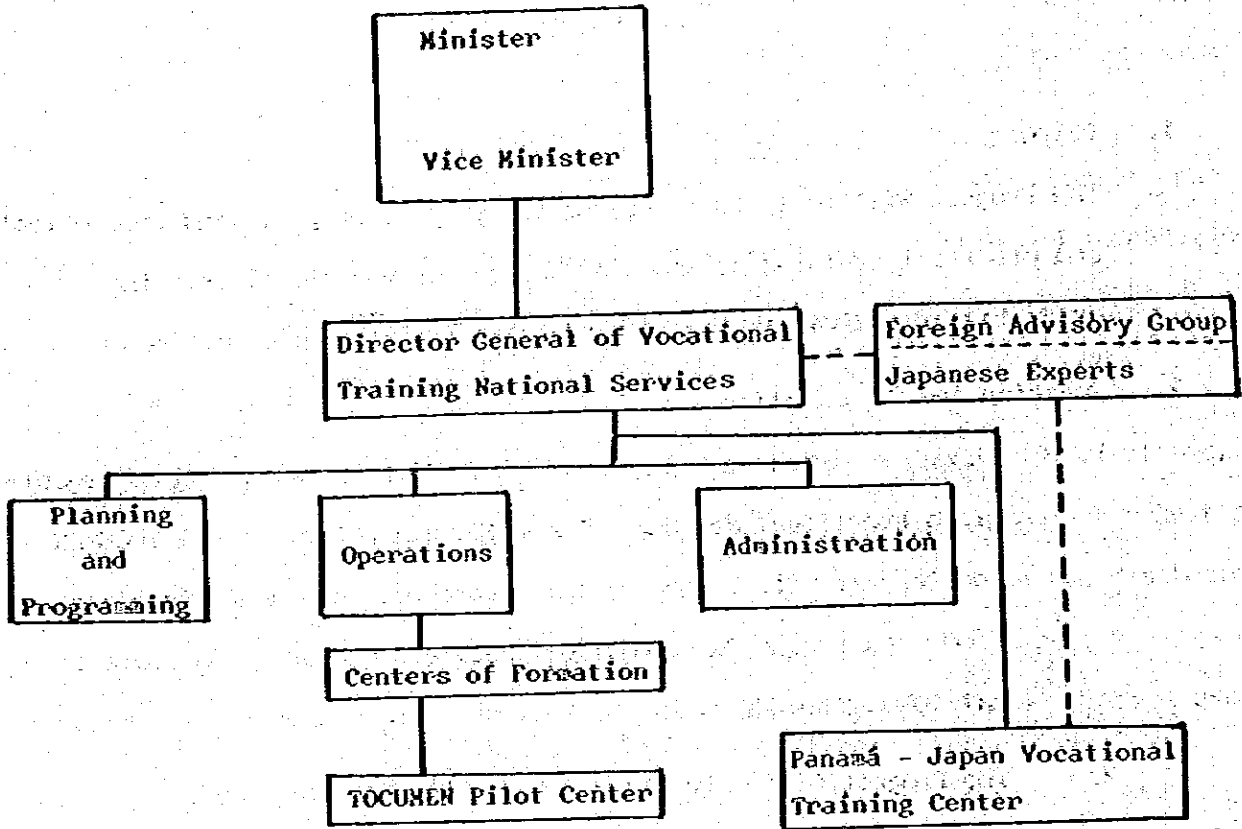 Minister
Vice Minister
Director General of Vocational
Training National Services
Foreign Advisory Group
Japanese Experts
Planning
and
Programming
Operations
Administration
Centers of Formation
TOCUMEN Pilot Center
Panamá - Japan Vocational
Training Center